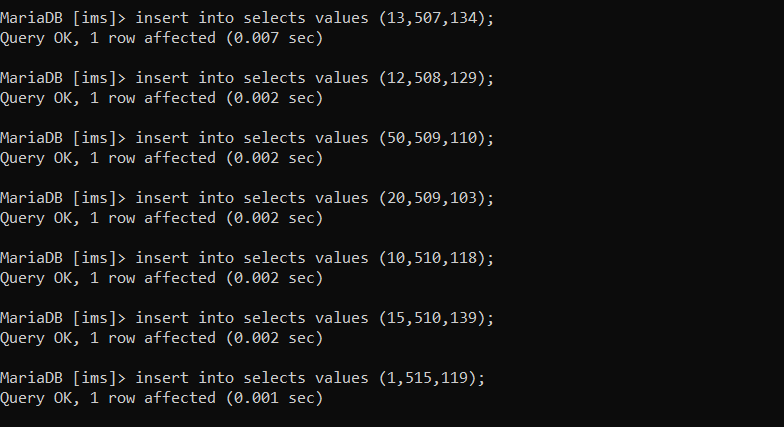 MariaDB [ims]> insert into selects values (13,507,134);
Query OK, 1 row affected (0.007 sec)
MariaDB [ims]> insert into selects values (12,508,129);
Query OK, 1 row affected (0.002 sec)
MariaDB [ims]> insert into selects values (50,509,110);
Query OK, 1 row affected (0.002 sec)
MariaDB [ims]> insert into selects values (20,509,103);
Query OK, 1 row affected (0.002 sec)
MariaDB [ims]> insert into selects values (10,510,118);
Query OK, 1 row affected (0.002 sec)
MariaDB [ims]> insert into selects values (15,510,139);
Query OK, 1 row affected (0.002 sec)
MariaDB [ims]> insert into selects values (1,515,119);
Query OK, 1 row affected (0.001 sec)